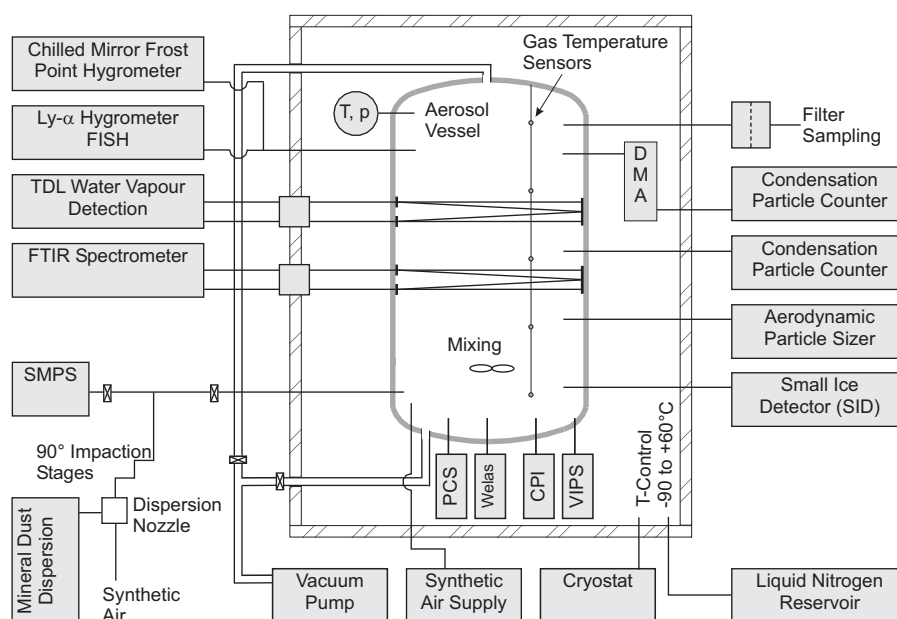 Chilled Mirror Frost
Point Hygrometer
Ly-α Hygrometer
FISH
TDL Water Vapour
Detection
FTIR Spectrometer
SMPS
90° Impaction
Stages
Mineral Dust
Dispersion
Dispersion
Nozzle
Synthetic
Air
T, p
Aerosol
Vessel
Gas Temperature
Sensors
Mixing
PCS
Welas
CPI
VIPS
T-Control
-90 to +60°C
Vacuum
Pump
Synthetic
Air Supply
Cryostat
Liquid Nitrogen
Reservoir
Filter
Sampling
D
M
A
Condensation
Particle Counter
Condensation
Particle Counter
Aerodynamic
Particle Sizer
Small Ice
Detector (SID)